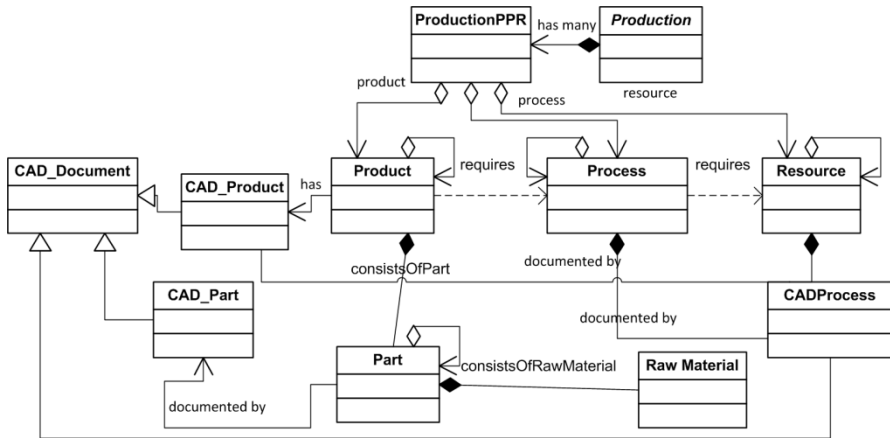 ProductionPPR
Production
has many
product
process
resource
CAD_Document
CAD_Product
has
Product
requires
Process
requires
Resource
consistsOfPart
documented by
CAD_Part
CADProcess
documented by
Part
consistsOfRawMaterial
Raw Material
documented by